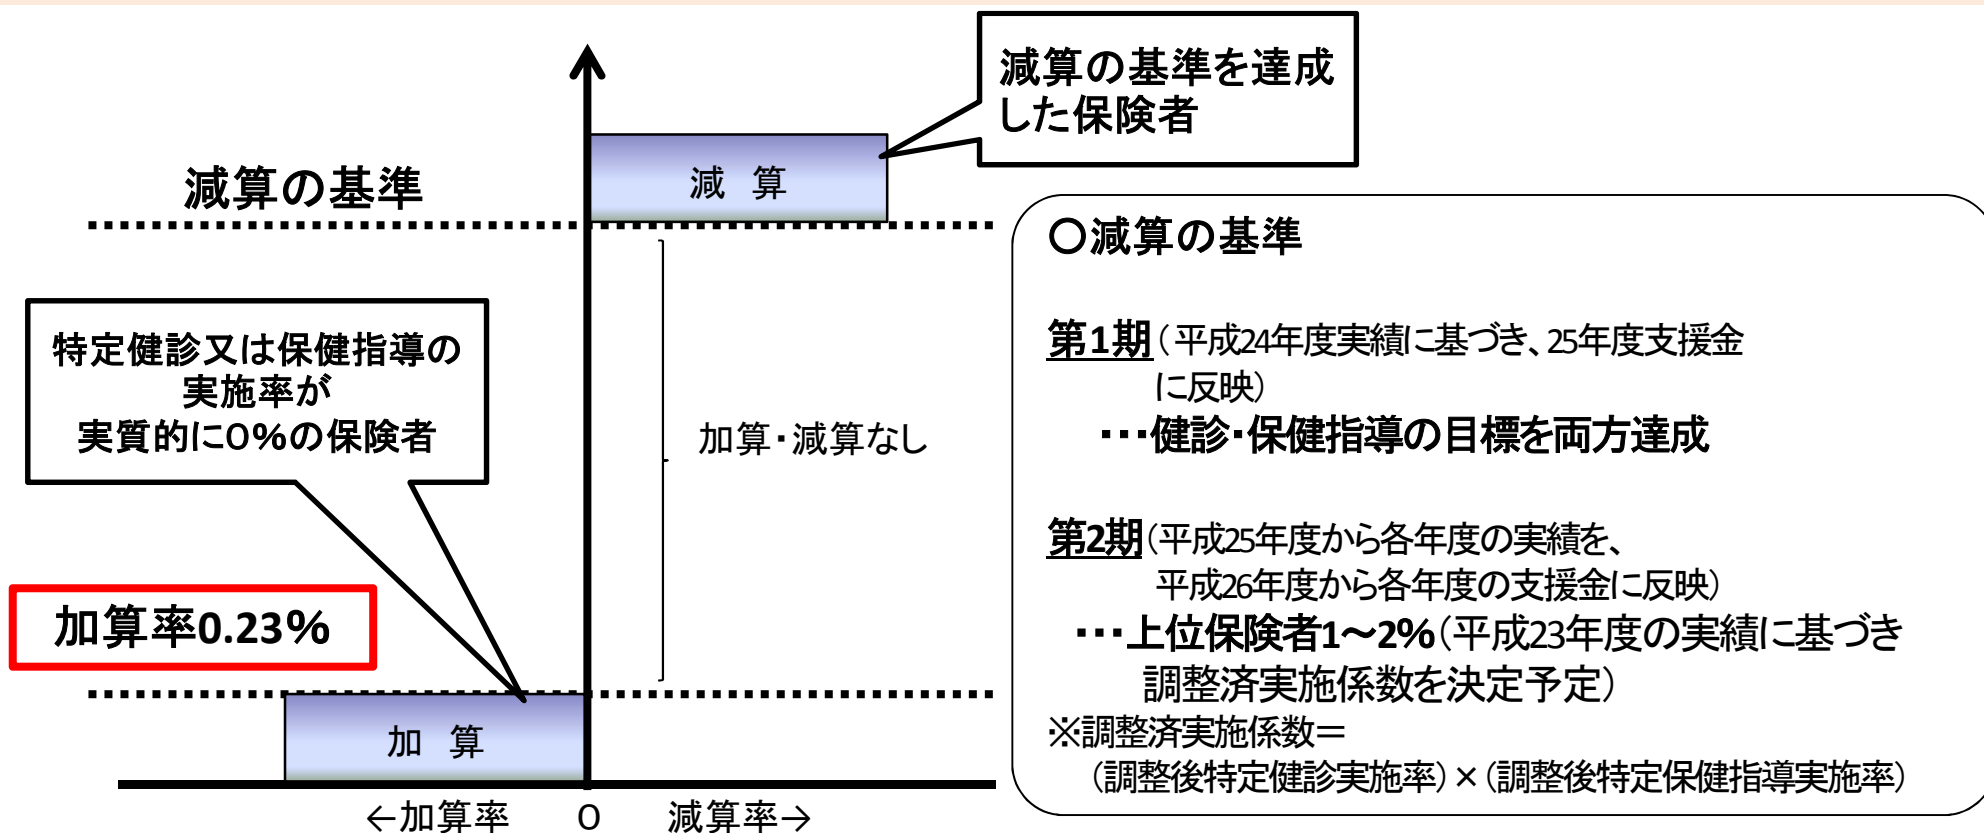 減算の基準を達成
した保険者
減算の基準
減 算
特定健診又は保健指導の
実施率が
実質的に0%の保険者
加算・減算なし
加算率0.23%
加 算
←加算率 0 減算率→
○減算の基準
第1期(平成24年度実績に基づき、25年度支援金
に反映)
・・・健診・保健指導の目標を両方達成
第2期(平成25年度から各年度の実績を、
平成26年度から各年度の支援金に反映)
・・・上位保険者1～2%(平成23年度の実績に基づき
調整済実施係数を決定予定)
※調整済実施係数＝
(調整後特定健診実施率)×(調整後特定保健指導実施率)